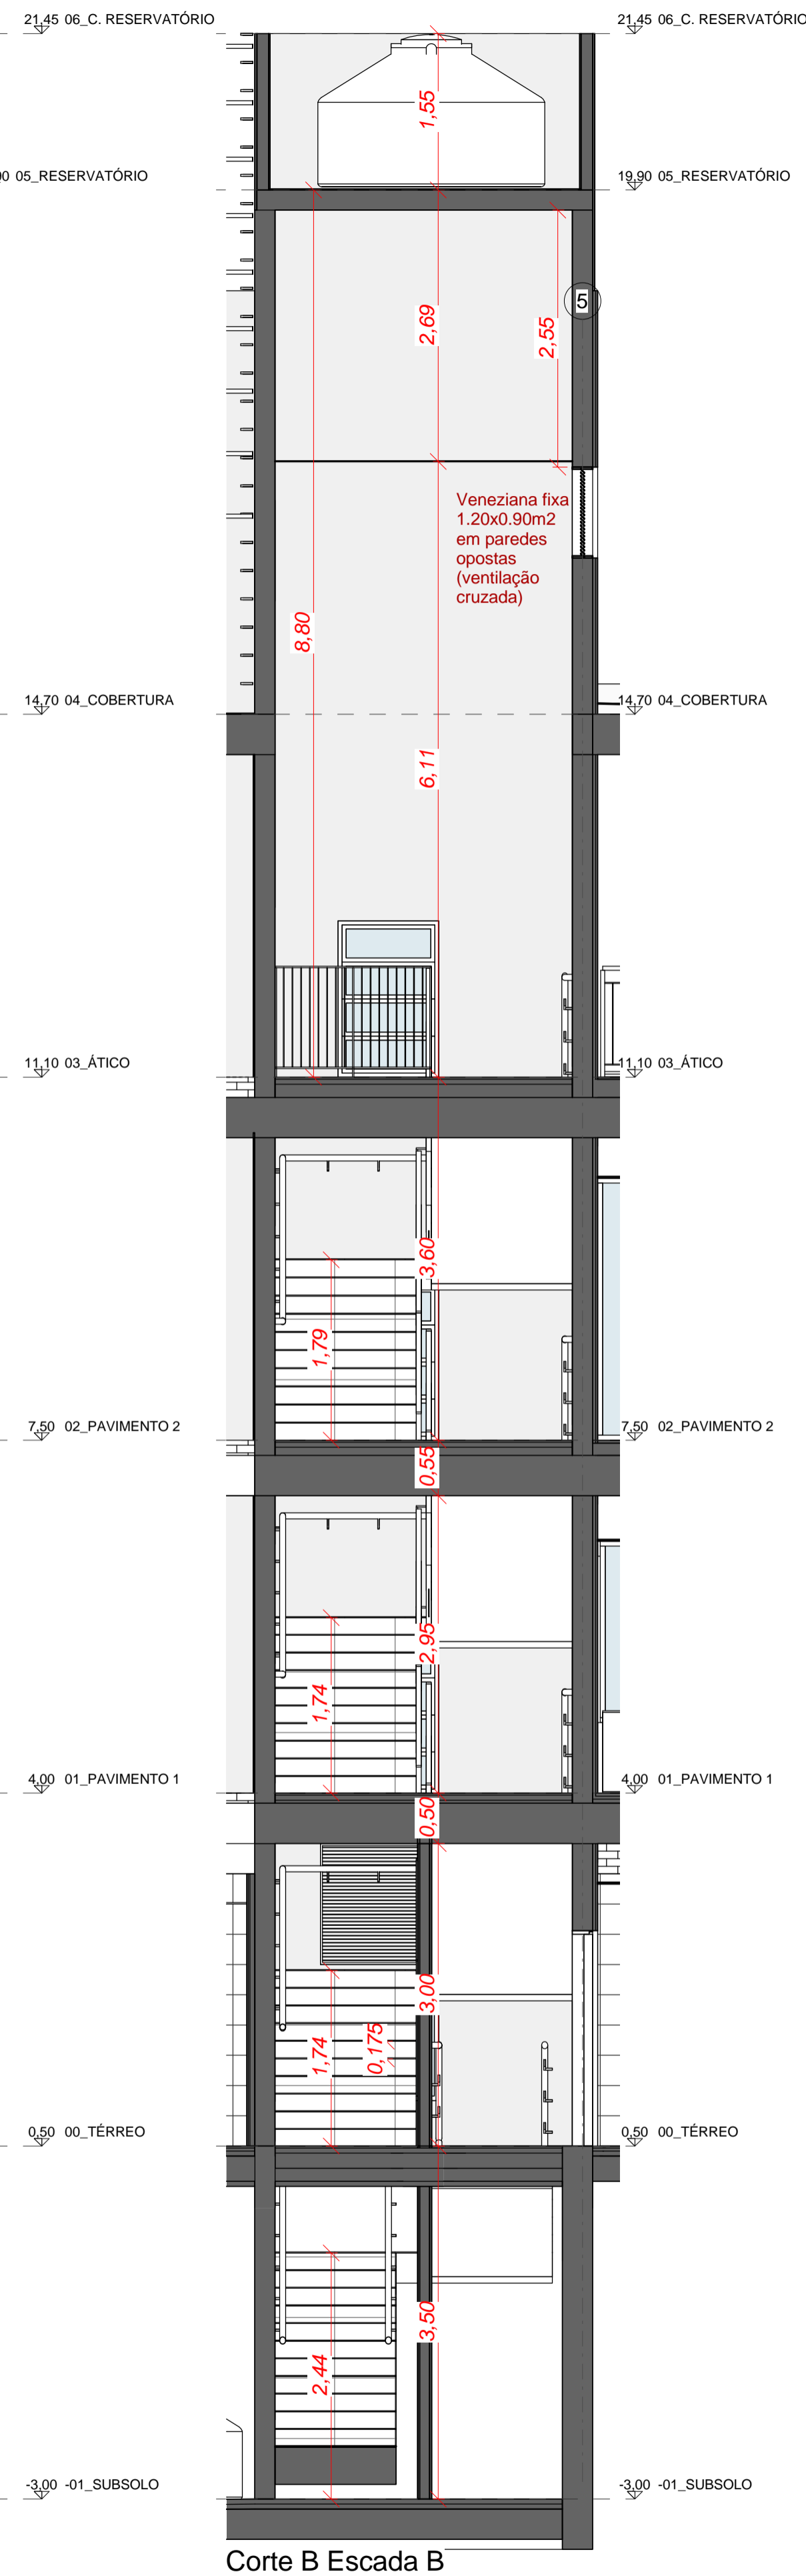 21,45 06_C. RESERVATÓRIO
21,45 06_C. RESERVATÓRIO
1,55
0 05_RESERVATÓRIO
19,90 05_RESERVATÓRIO
5
2,69
2,55
Veneziana fixa
1.20x0.90m2
em paredes
opostas
(ventilação
cruzada)
8,80
14,70 04_COBERTURA
14,70 04_COBERTURA
6,11
11,10 03_ÁTICO
11,10 03_ÁTICO
3,60
1,79
7,50 02_PAVIMENTO 2
7,50 02_PAVIMENTO 2
0,55
2,95
1,74
4,00 01_PAVIMENTO 1
4,00 01_PAVIMENTO 1
0,50
3,00
0,175
1,74
0,50 00_TÉRREO
0,50 00_TÉRREO
3,50
2,44
-3,00 -01_SUBSOLO
-3,00 -01_SUBSOLO
Corte B Escada B